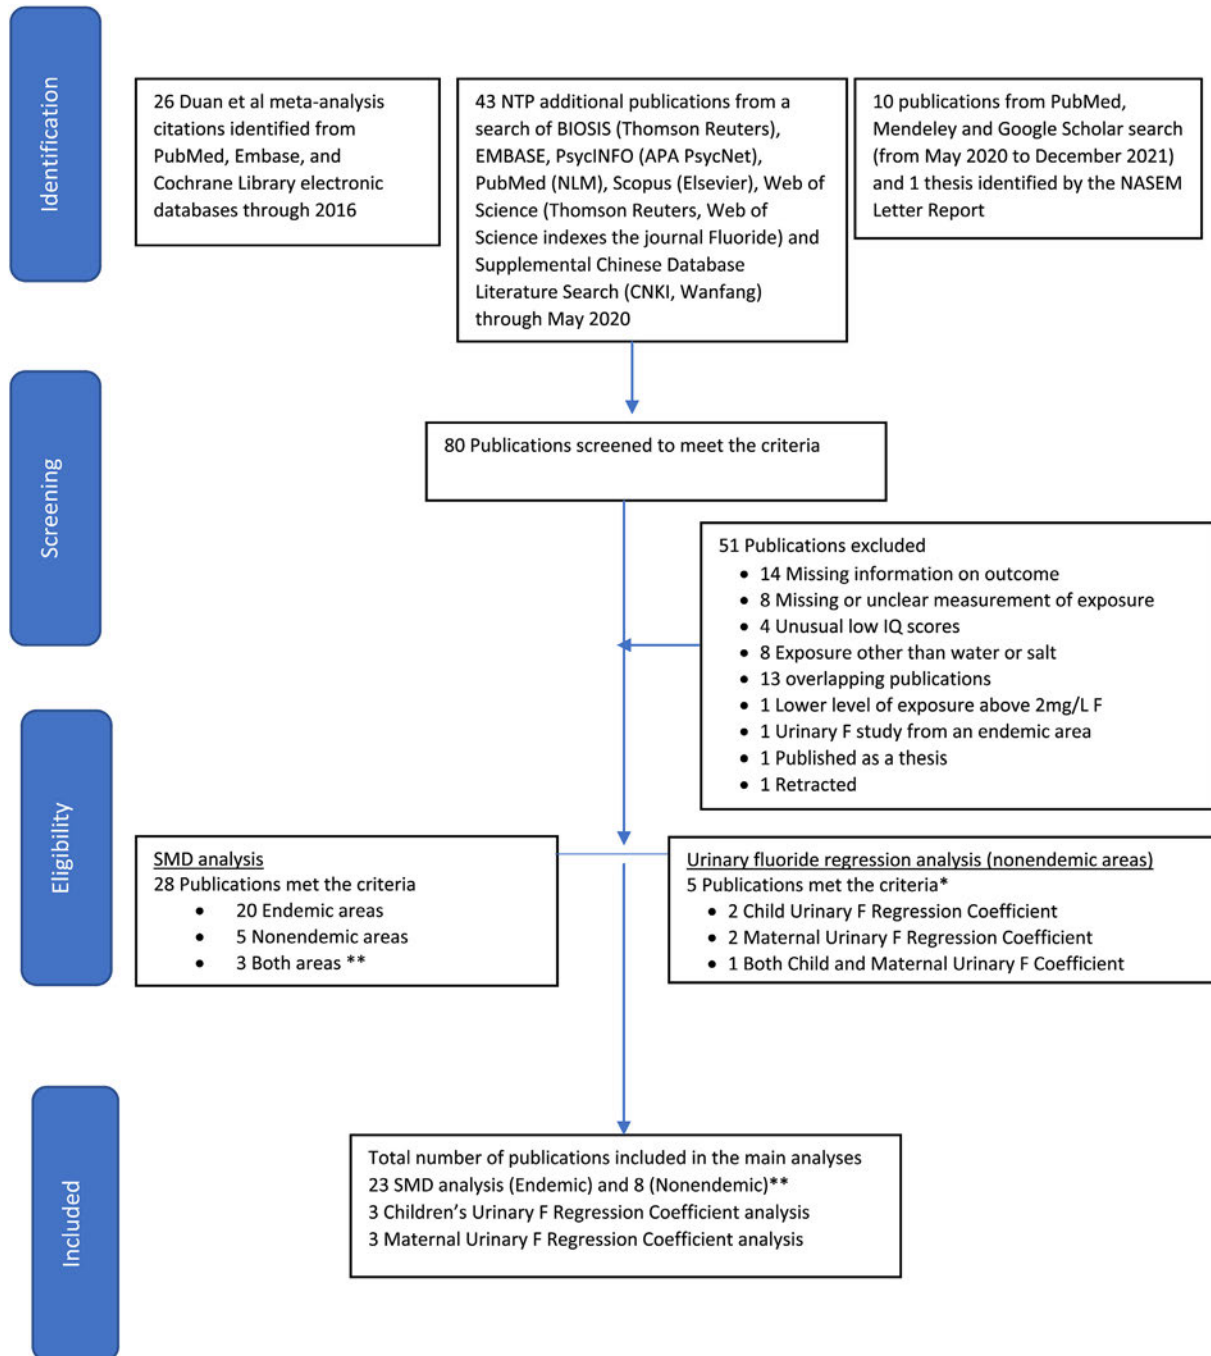 Identification
26 Duan et al meta-analysis
citations identified from
PubMed, Embase, and
Cochrane Library electronic
databases through 2016
43 NTP additional publications from a
search of BIOSIS (Thomson Reuters),
EMBASE, PsycINFO (APA PsycNet),
PubMed (NLM), Scopus (Elsevier), Web of
Science (Thomson Reuters, Web of
Science indexes the journal Fluoride) and
Supplemental Chinese Database
Literature Search (CNKI, Wanfang)
through May 2020
10 publications from PubMed,
Mendeley and Google Scholar search
(from May 2020 to December 2021)
and 1 thesis identified by the NASEM
Letter Report
Screening
80 Publications screened to meet the criteria
51 Publications excluded
• 14 Missing information on outcome
• 8 Missing or unclear measurement of exposure
• 4 Unusual low IQ scores
• 8 Exposure other than water or salt
• 13 overlapping publications
• 1 Lower level of exposure above 2mg/L F
• 1 Urinary F study from an endemic area
• 1 Published as a thesis
• 1 Retracted
Eligibility
SMD analysis
28 Publications met the criteria
• 20 Endemic areas
• 5 Nonendemic areas
• 3 Both areas **
Urinary fluoride regression analysis (nonendemic areas)
5 Publications met the criteria*
• 2 Child Urinary F Regression Coefficient
• 2 Maternal Urinary F Regression Coefficient
• 1 Both Child and Maternal Urinary F Coefficient
Included
Total number of publications included in the main analyses
23 SMD analysis (Endemic) and 8 (Nonendemic)**
3 Children's Urinary F Regression Coefficient analysis
3 Maternal Urinary F Regression Coefficient analysis